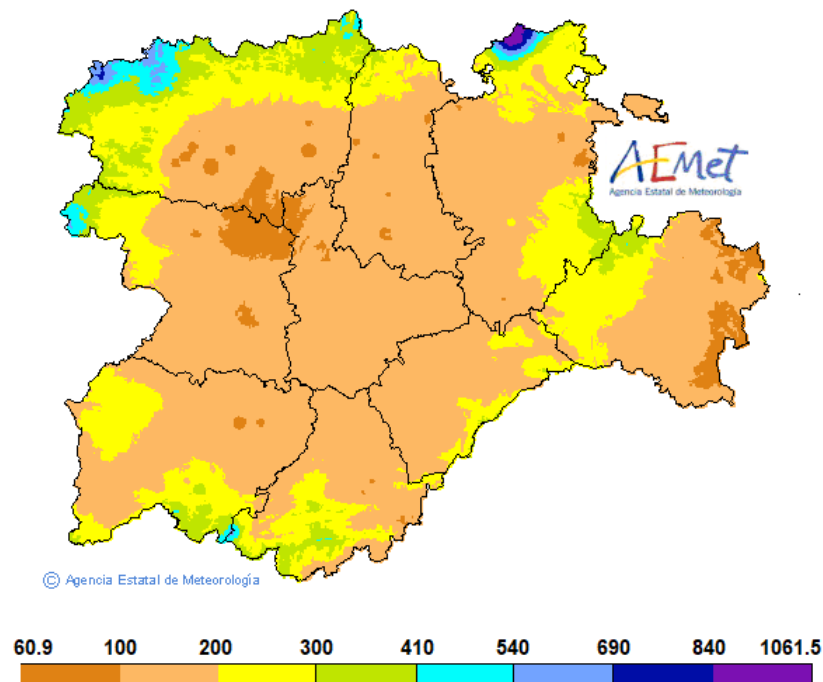 AEMet
Agencia Estatal de Meteorología
© Agencia Estatal de Meteorología
60.9 100 200 300 410 540 690 840 1061.5